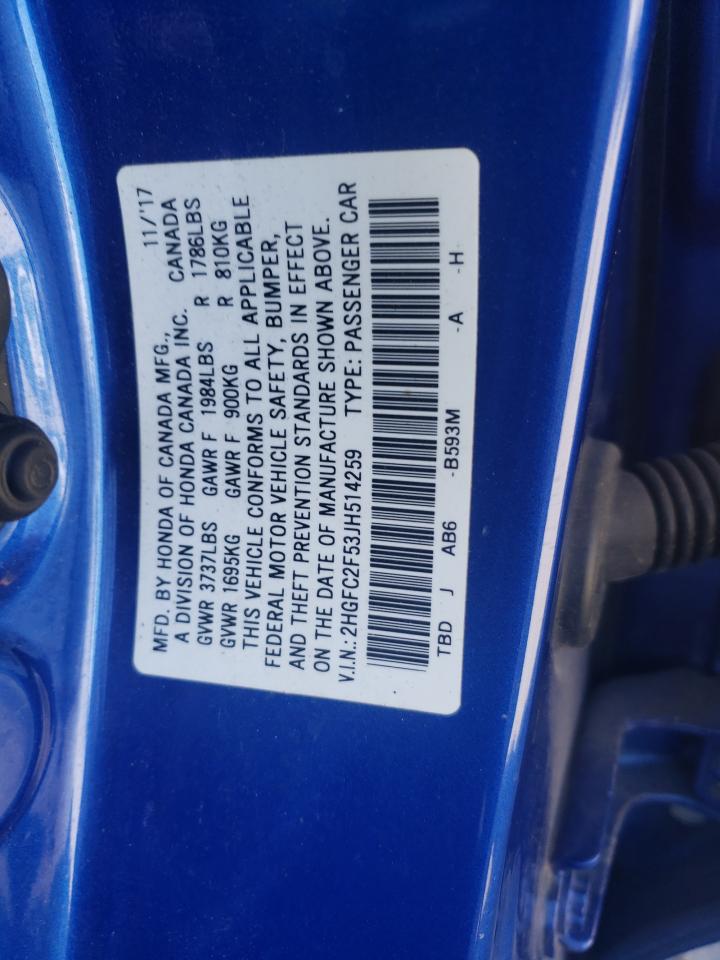 MFD. BY HONDA OF CANADA MFG., 11/'17
A DIVISION OF HONDA CANADA INC. CANADA
GVWR 3737LBS GAWR F 1984LBS R 1786LBS
GVWR 1695KG GAWR F 900KG R 810KG
THIS VEHICLE CONFORMS TO ALL APPLICABLE
FEDERAL MOTOR VEHICLE SAFETY, BUMPER,
AND THEFT PREVENTION STANDARDS IN EFFECT
ON THE DATE OF MANUFACTURE SHOWN ABOVE.
V.I.N.: 2HGFC2F53JH514259 TYPE: PASSENGER CAR
TBD J AB6 -B593M -A -H